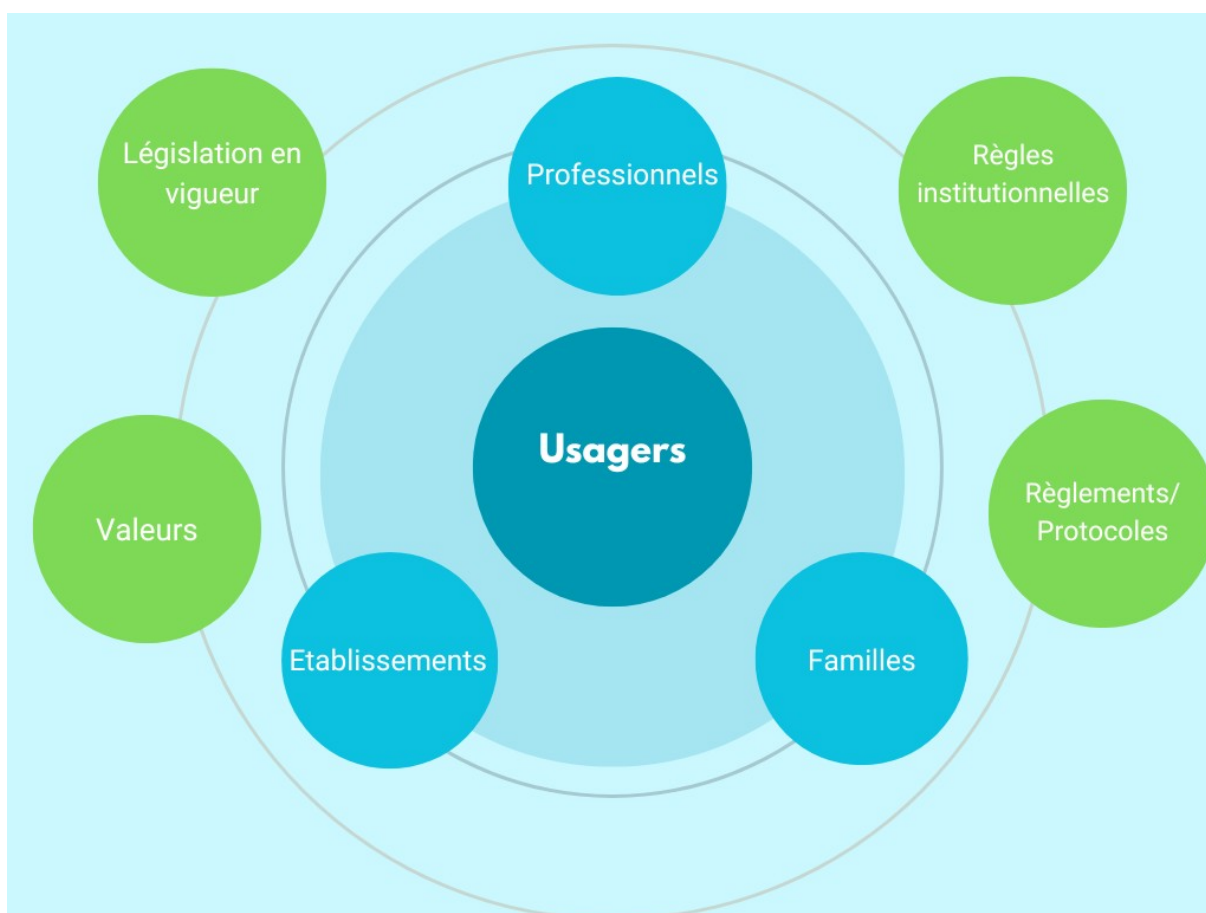 Législation en
vigueur
Professionnels
Règles
institutionnelles
Usagers
Valeurs
Règlements/
Protocoles
Etablissements
Familles